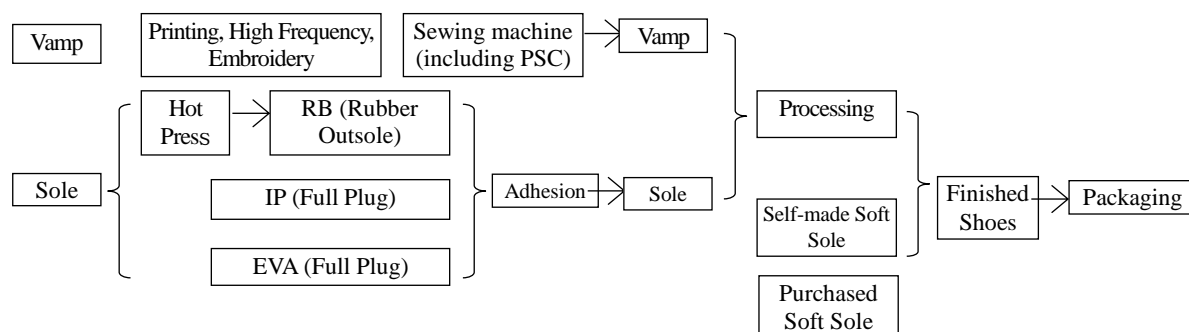 Vamp
Printing, High Frequency,
Embroidery
Sewing machine
(including PSC)
Vamp
Hot
Press
RB (Rubber
Outsole)
Processing
Sole
IP (Full Plug)
Adhesion
Sole
Self-made Soft
Sole
Finished
Shoes
Packaging
EVA (Full Plug)
Purchased
Soft Sole